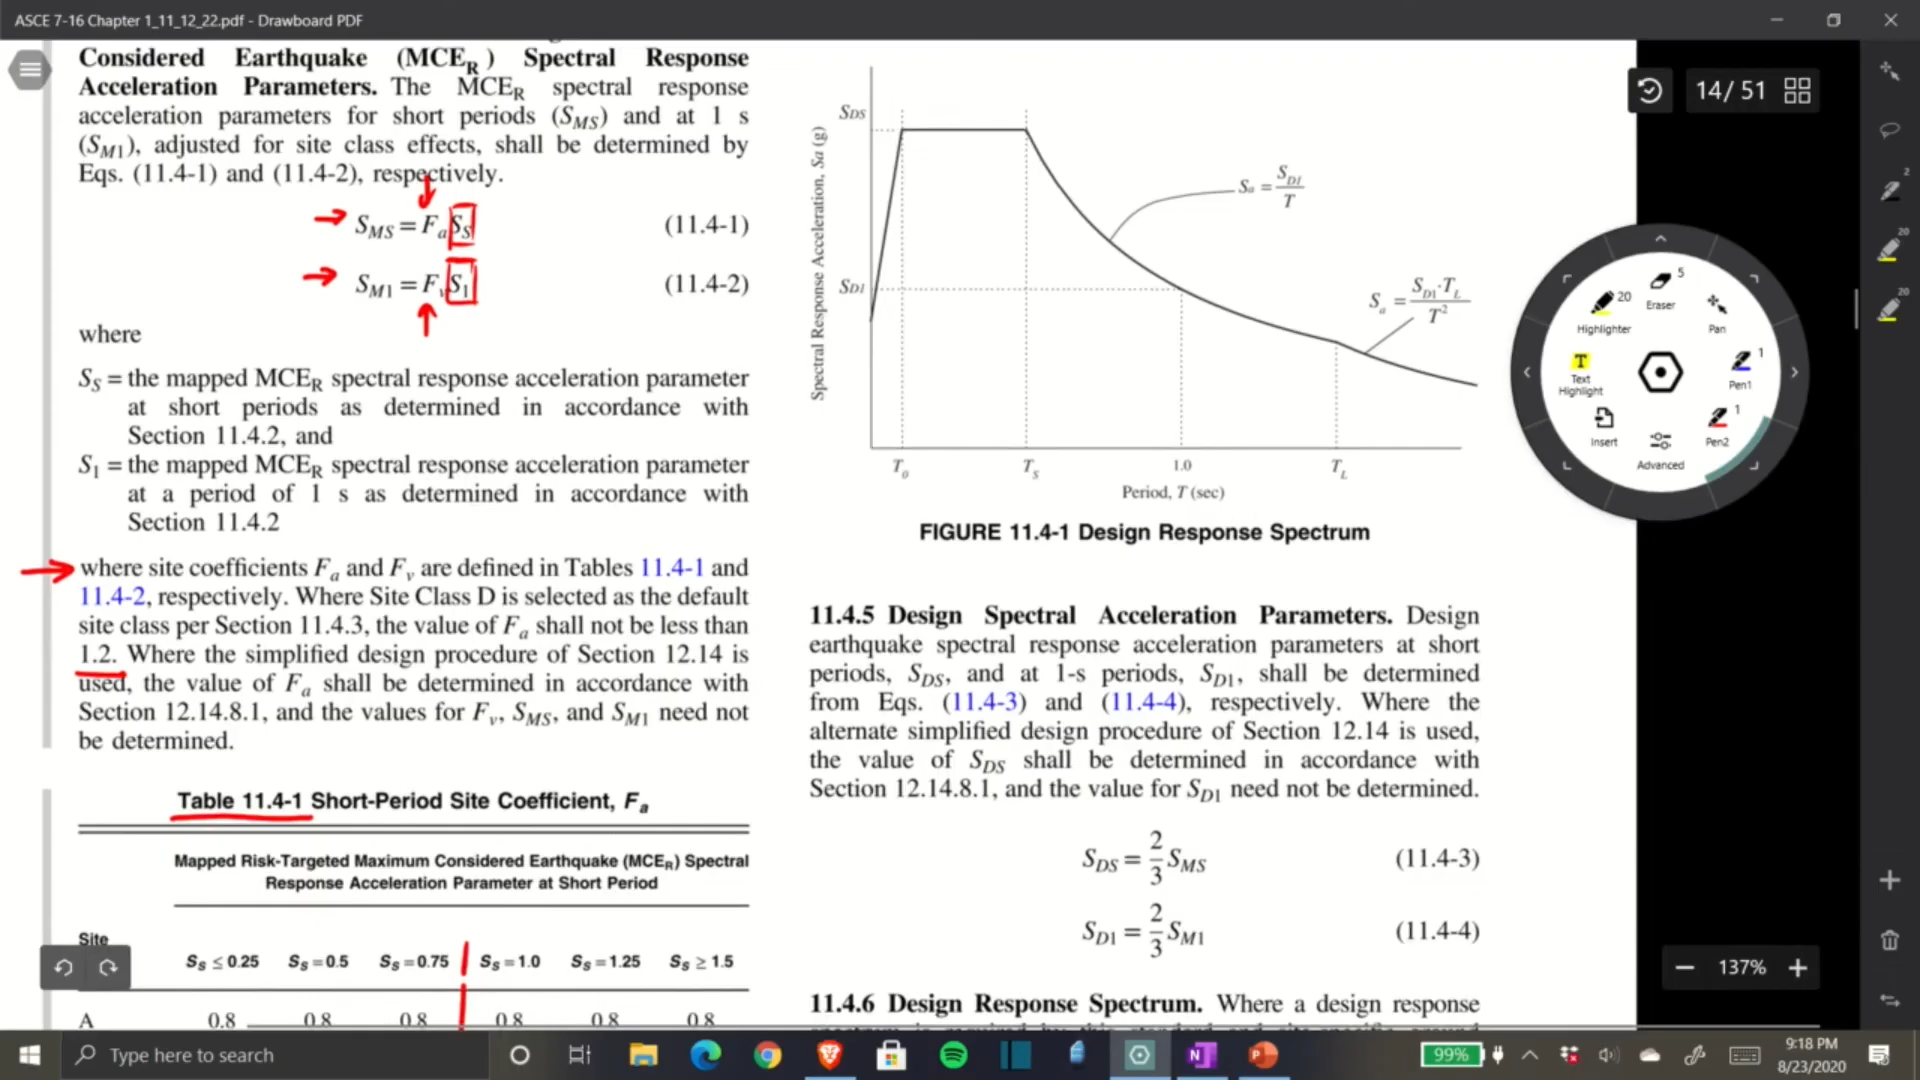 ASCE 7-16 Chapter 1_11_12_22.pdf - Drawboard PDF
Considered Earthquake (MCER) Spectral Response
Acceleration Parameters. The MCER spectral response
acceleration parameters for short periods (SMS) and at 1 s
(SM1), adjusted for site class effects, shall be determined by
Eqs. (11.4-1) and (11.4-2), respectively.
SMS = FaSS (11.4-1)
SM1 = FvS1 (11.4-2)
where
SS = the mapped MCER spectral response acceleration parameter
at short periods as determined in accordance with
Section 11.4.2, and
S1 = the mapped MCER spectral response acceleration parameter
at a period of 1 s as determined in accordance with
Section 11.4.2
where site coefficients Fa and Fv are defined in Tables 11.4-1 and
11.4-2, respectively. Where Site Class D is selected as the default
site class per Section 11.4.3, the value of Fa shall not be less than
1.2. Where the simplified design procedure of Section 12.14 is
used, the value of Fa shall be determined in accordance with
Section 12.14.8.1, and the values for Fv, SMS, and SM1 need not
be determined.
Table 11.4-1 Short-Period Site Coefficient, Fa
Mapped Risk-Targeted Maximum Considered Earthquake (MCER) Spectral
Response Acceleration Parameter at Short Period
Site
SS ≤ 0.25 SS = 0.5 SS = 0.75 SS = 1.0 SS = 1.25 SS ≥ 1.5
A 0.8 0.8 0.8 0.8 0.8 0.8
Spectral Response Acceleration, Sa (g)
SDS
SD1
Sa = SD1 / T
Sa = SD1·TL / T²
T0 TS 1.0 TL
Period, T (sec)
FIGURE 11.4-1 Design Response Spectrum
11.4.5 Design Spectral Acceleration Parameters. Design
earthquake spectral response acceleration parameters at short
periods, SDS, and at 1-s periods, SD1, shall be determined
from Eqs. (11.4-3) and (11.4-4), respectively. Where the
alternate simplified design procedure of Section 12.14 is used,
the value of SDS shall be determined in accordance with
Section 12.14.8.1, and the value for SD1 need not be determined.
SDS = 2/3 SMS (11.4-3)
SD1 = 2/3 SM1 (11.4-4)
11.4.6 Design Response Spectrum. Where a design response
14 / 51
2
20
20
5
Eraser
20
Highlighter
Pan
T
Text
Highlight
1
Pen1
Insert
1
Pen2
Advanced
137%
Type here to search
99%
9:18 PM
8/23/2020